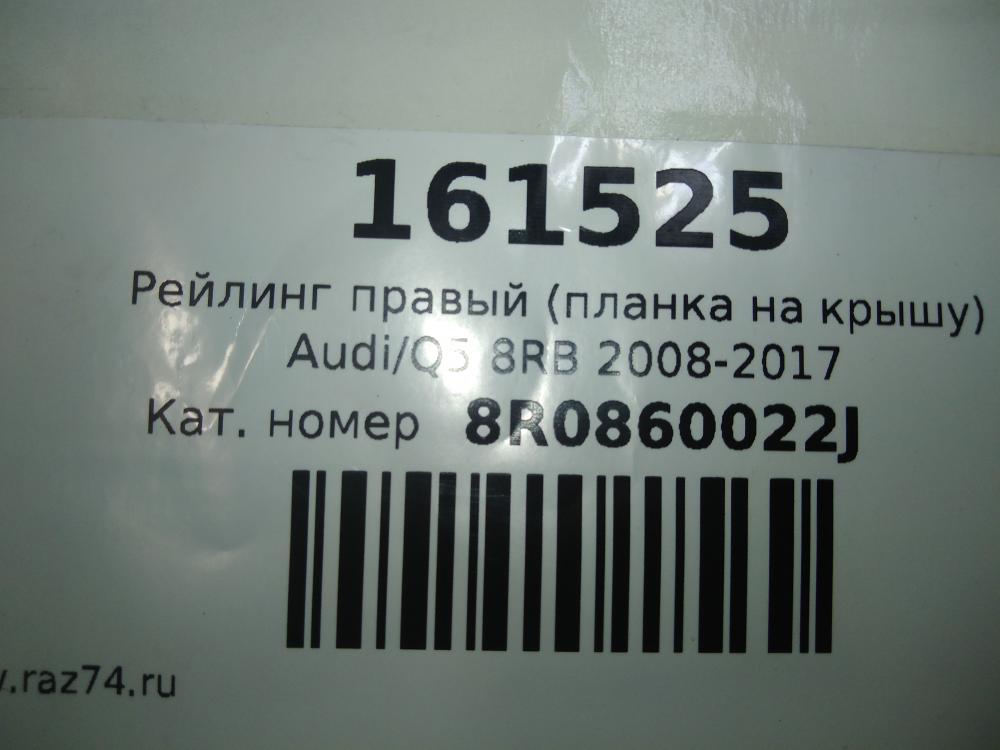 161525
Рейлинг правый (планка на крышу)
Audi/Q5 8RB 2008-2017
Кат. номер 8R0860022J
.raz74.ru